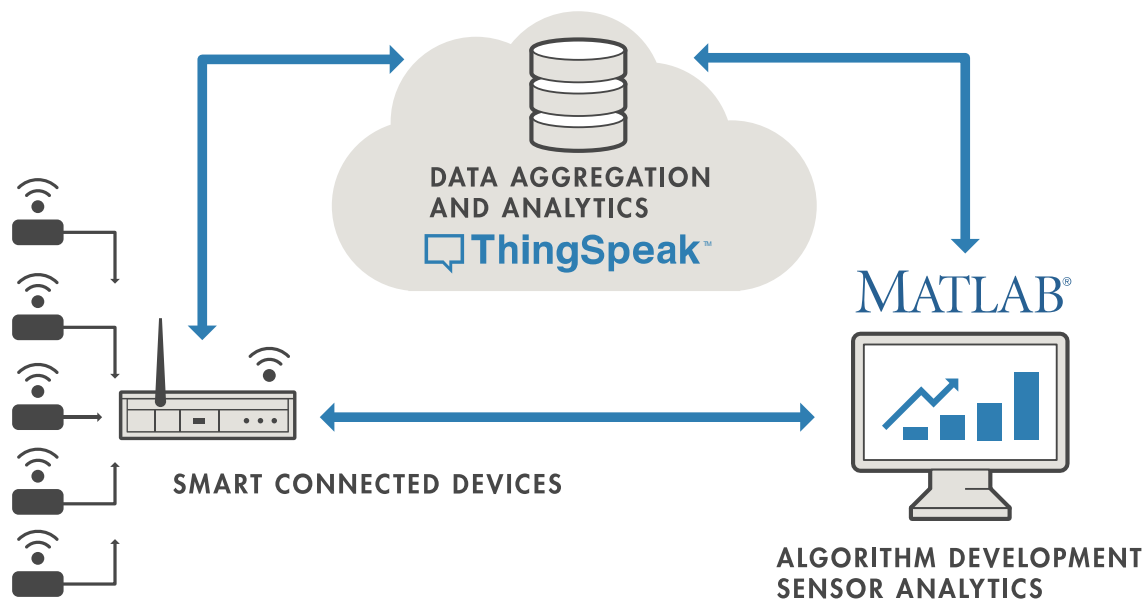 DATA AGGREGATION
AND ANALYTICS
ThingSpeak™
MATLAB®
SMART CONNECTED DEVICES
ALGORITHM DEVELOPMENT
SENSOR ANALYTICS